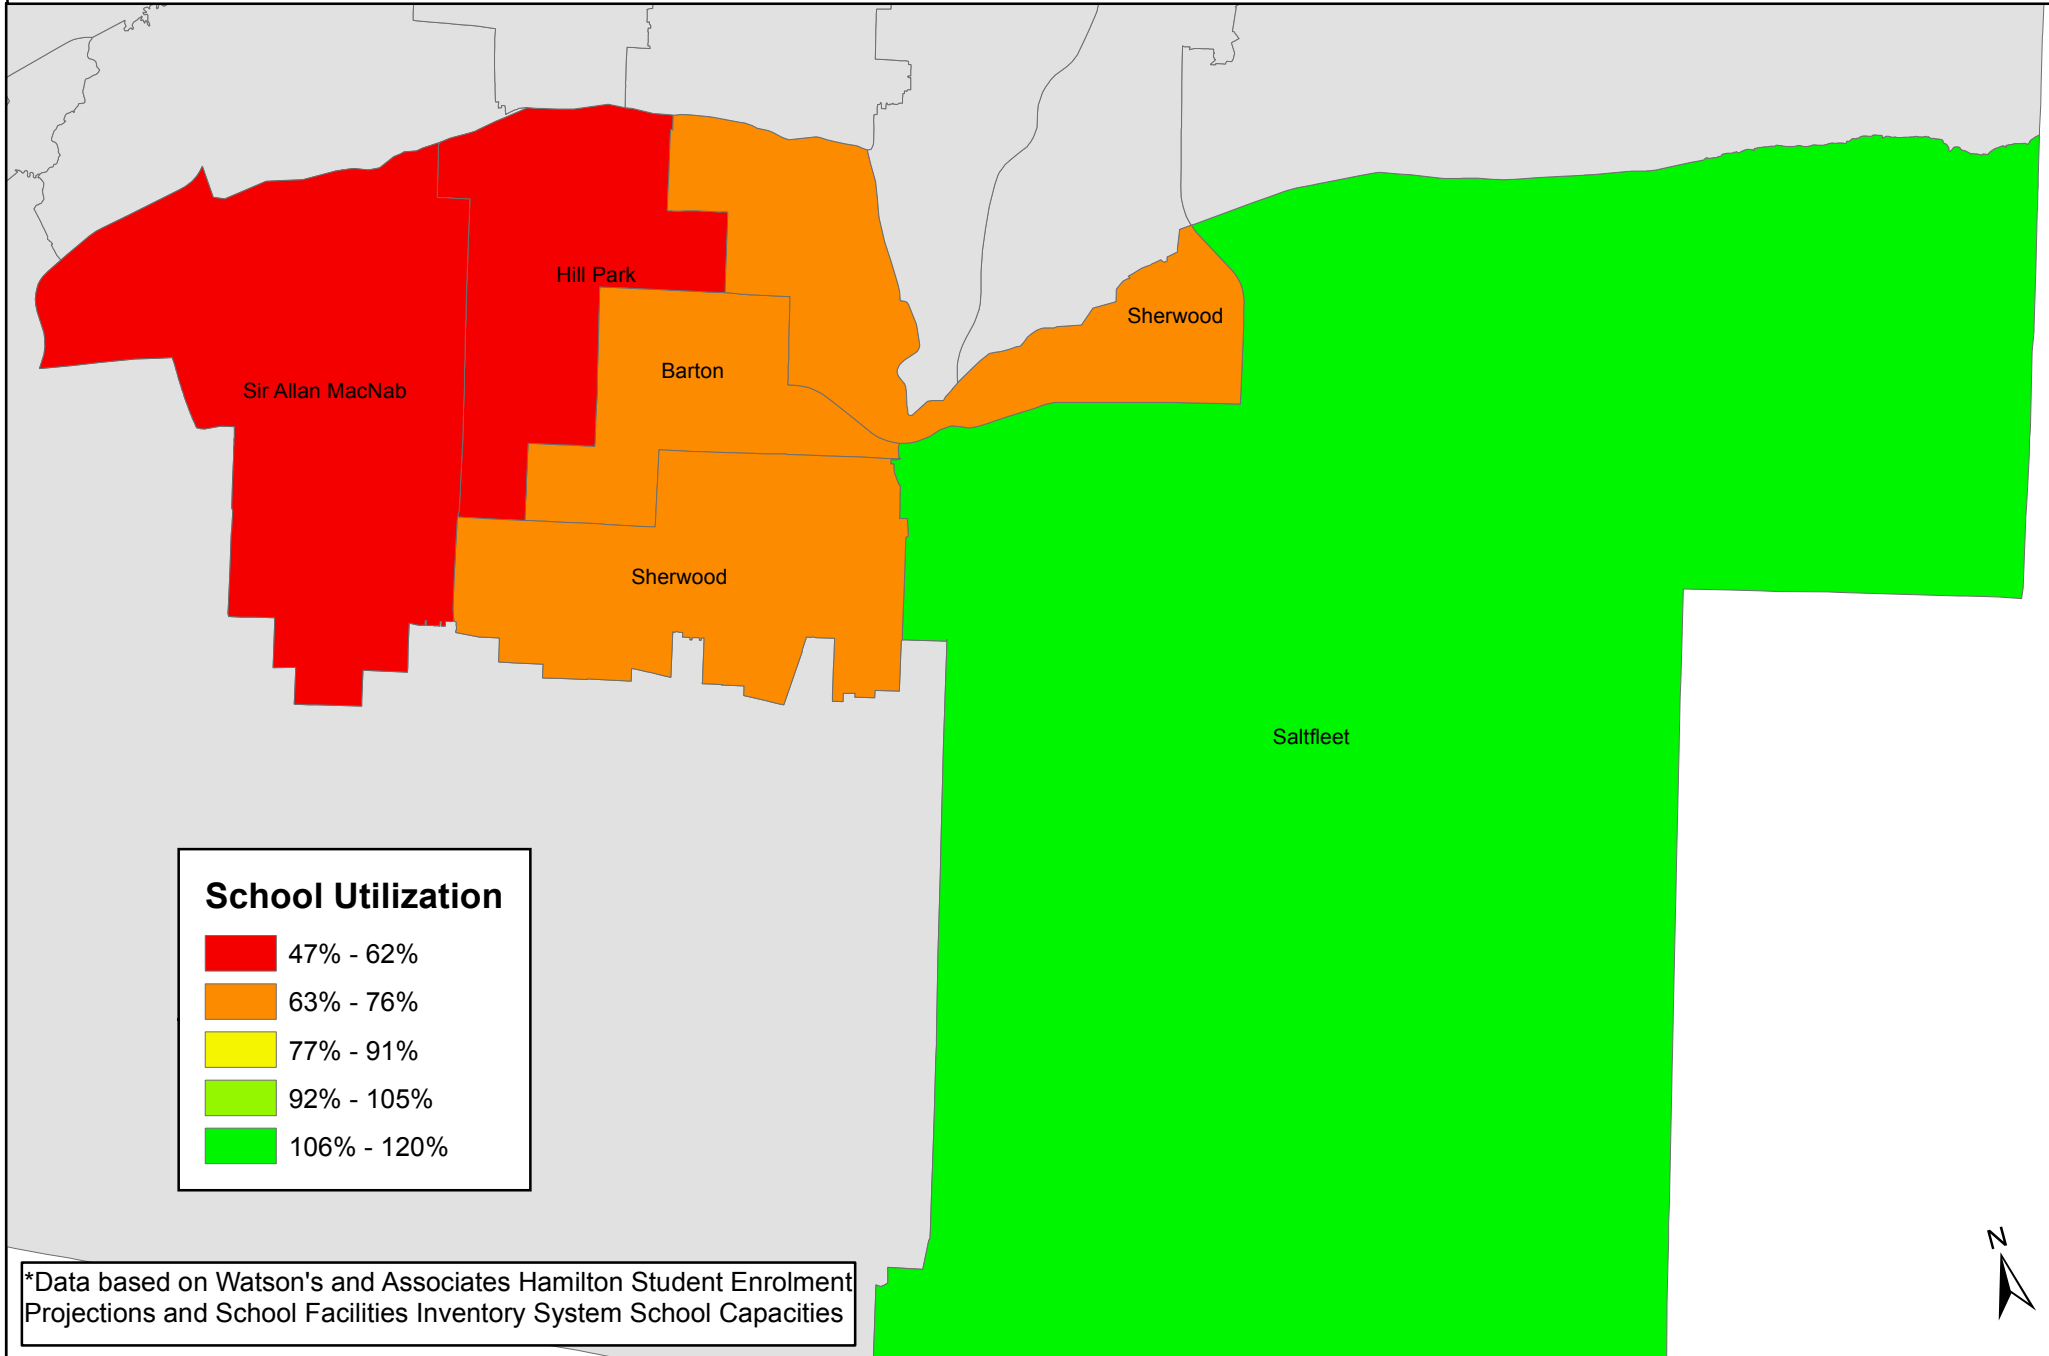 Hill Park
Sherwood
Barton
Sir Allan MacNab
Sherwood
Saltfleet
School Utilization
47% - 62%
63% - 76%
77% - 91%
92% - 105%
106% - 120%
N
*Data based on Watson's and Associates Hamilton Student Enrolment
Projections and School Facilities Inventory System School Capacities